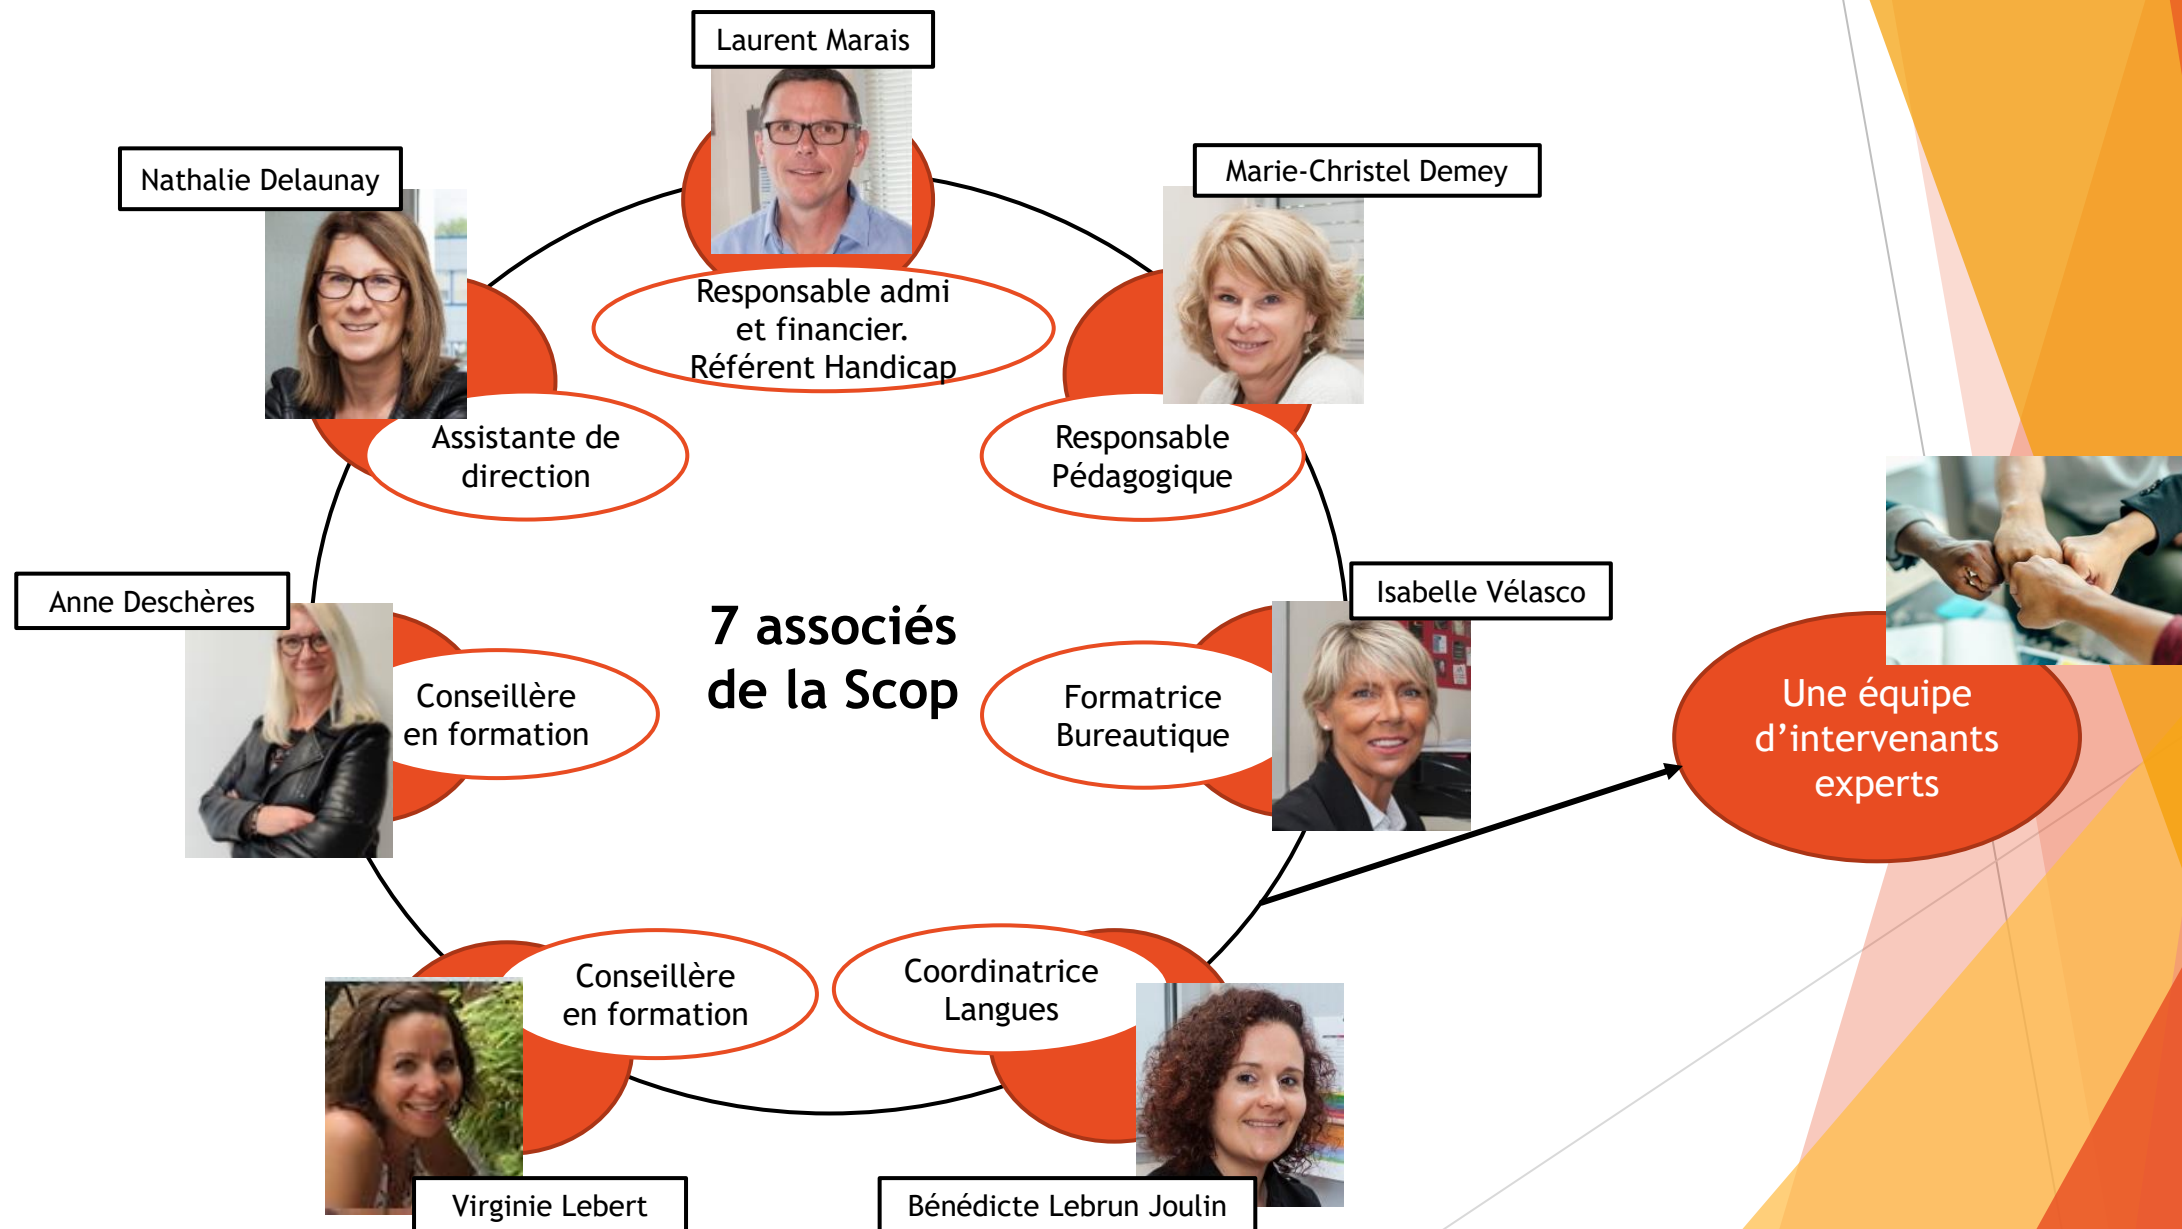 Laurent Marais
Responsable admi
et financier.
Référent Handicap
Nathalie Delaunay
Assistante de
direction
Marie-Christel Demey
Responsable
Pédagogique
Anne Deschères
Conseillère
en formation
7 associés
de la Scop
Isabelle Vélasco
Formatrice
Bureautique
Une équipe
d’intervenants
experts
Conseillère
en formation
Virginie Lebert
Coordinatrice
Langues
Bénédicte Lebrun Joulin